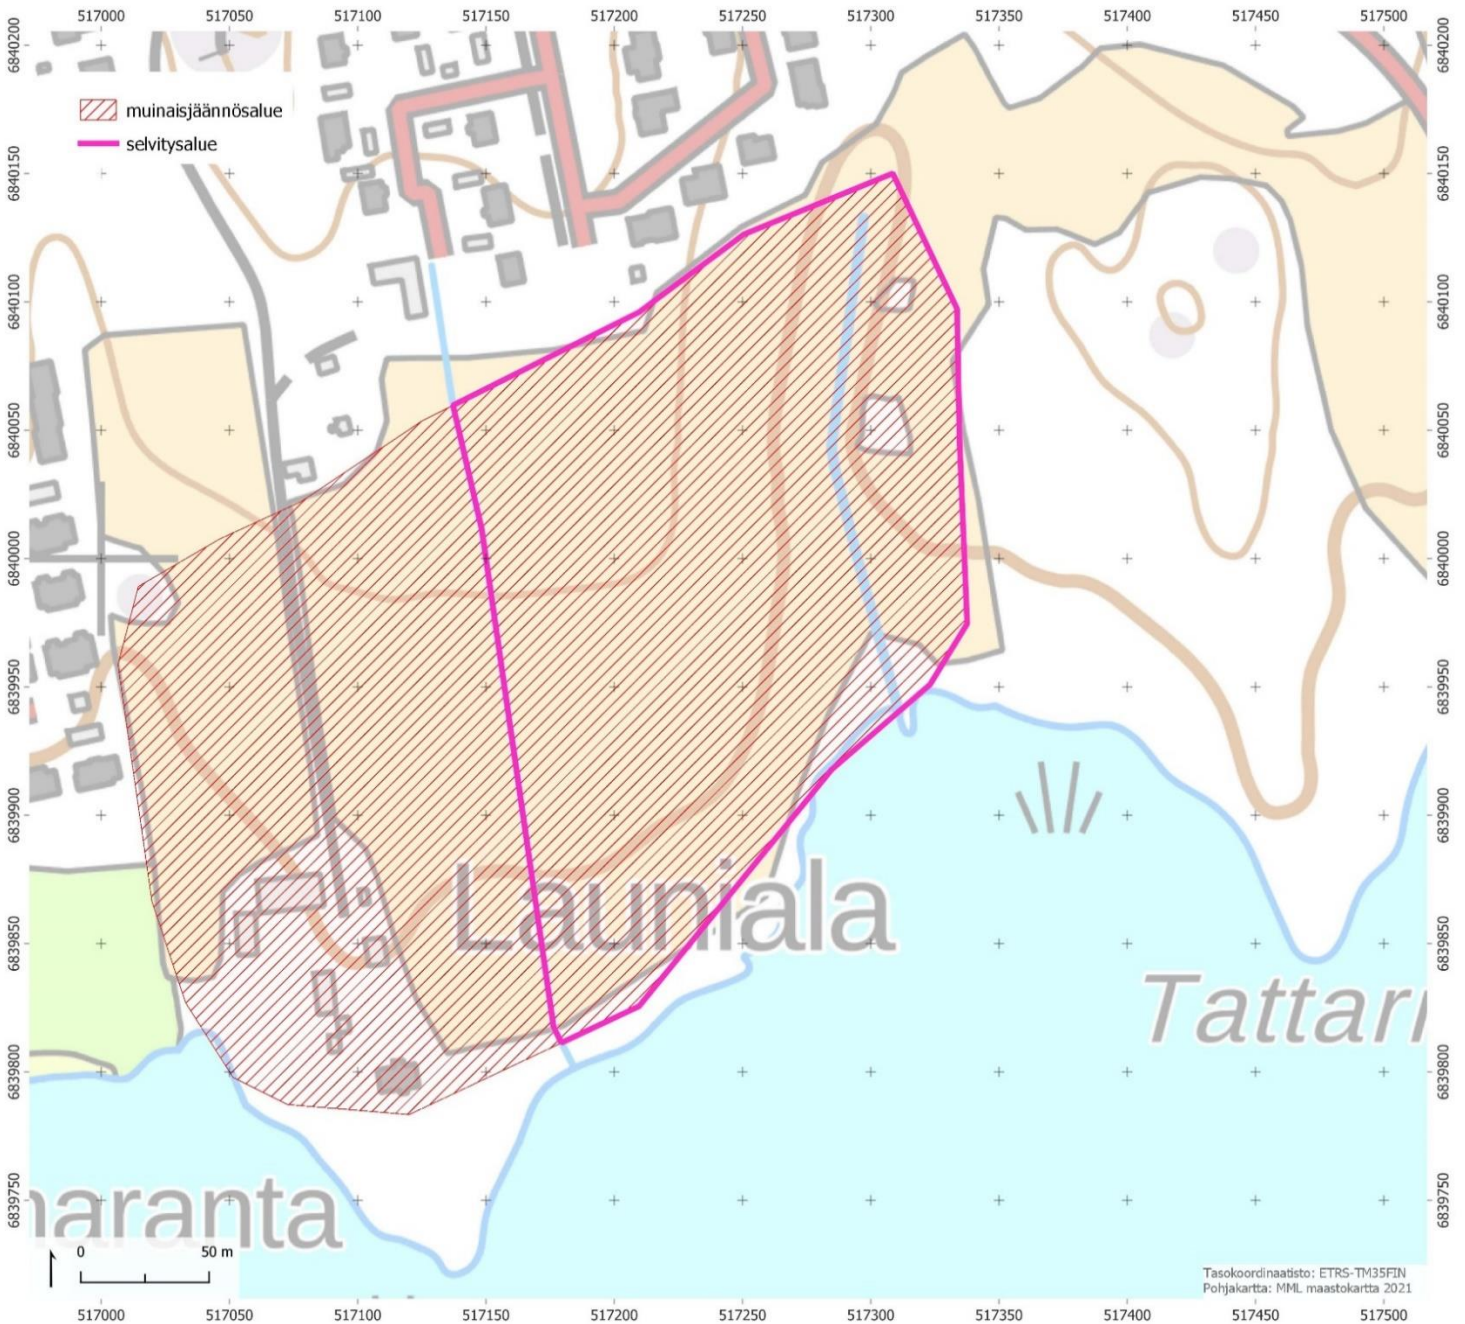 517000 517050 517100 517150 517200 517250 517300 517350 517400 517450 517500
6840200 6840200
muinaisjäännösalue
selvitysalue
6840150 6840150
6840100 6840100
6840050 6840050
6840000 6840000
6839950 6839950
6839900 6839900
Launiala
6839850 6839850
Tattari
6839800 6839800
6839750 6839750
naranta
0 50 m
Tasokoordinaatisto: ETRS-TM35FIN
Pohjakartta: MML maastokartta 2021
517000 517050 517100 517150 517200 517250 517300 517350 517400 517450 517500